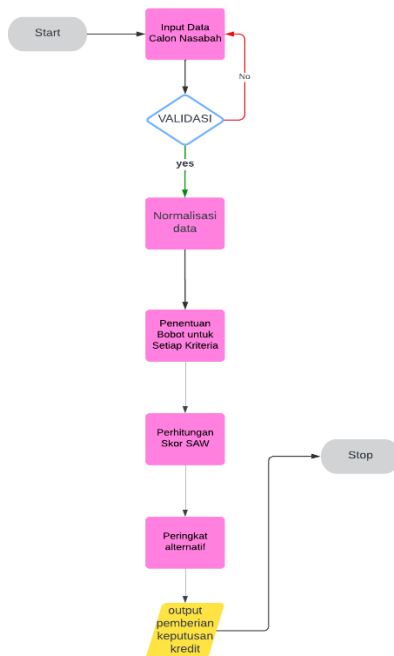 Start
Input Data
Calon Nasabah
No
VALIDASI
yes
Normalisasi
data
Penentuan
Bobot untuk
Setiap Kriteria
Perhitungan
Skor SAW
Stop
Peringkat
alternatif
output
pemberian
keputusan
kredit